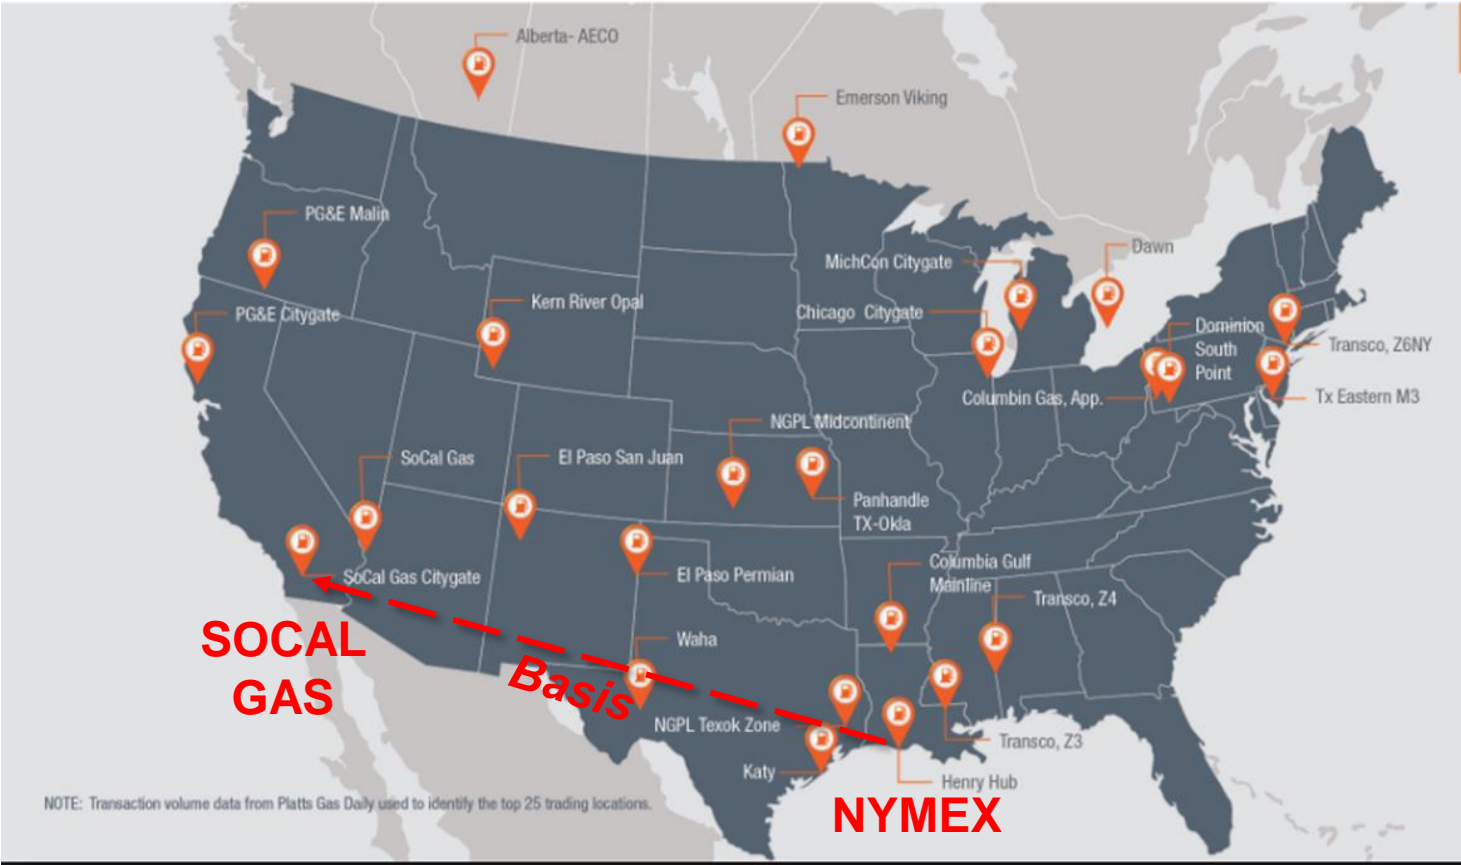 Alberta- AECO
Emerson Viking
PG&E Malin
Dawn
MichCon Citygate
Kern River Opal
Chicago  Citygate
PG&E Citygate
Dominion
South
Point
Transco, Z6NY
Columbin Gas, App.
Tx Eastern M3
NGPL Midcontinent
SoCal Gas
El Paso San Juan
Panhandle
TX-Okla
Columbia Gulf
Mainline
SoCal Gas Citygate
El Paso Permian
Transco, Z4
SOCAL
GAS
Waha
Basis
NGPL Texok Zone
Transco, Z3
Katy
Henry Hub
NYMEX
NOTE:  Transaction volume data from Platts Gas Daily used to identify the top 25 trading locations.